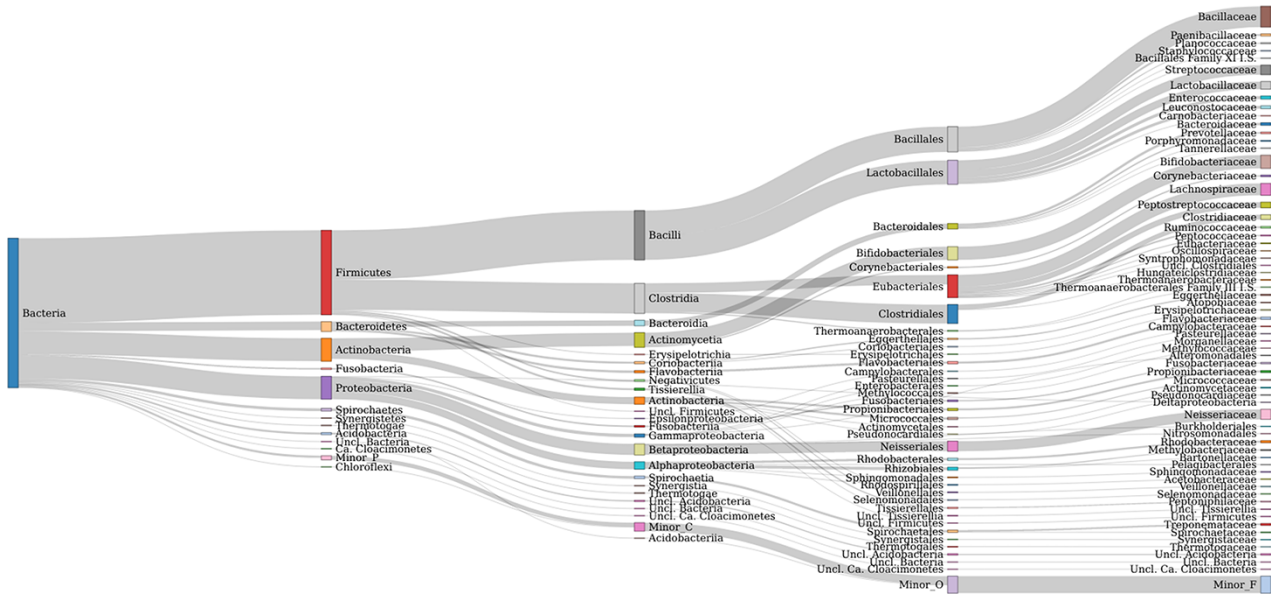 Bacteria
Firmicutes
Bacteroidetes
Actinobacteria
Fusobacteria
Proteobacteria
Spirochaetes
Synergistetes
Thermotogae
Acidobacteria
Uncl. Bacteria
Ca. Cloacimonetes
Minor_P
Chloroflexi
Bacilli
Clostridia
Bacteroidia
Actinomycetia
Erysipelotrichia
Coriobacteriia
Flavobacteriia
Negativicutes
Tissierellia
Actinobacteria
Uncl. Firmicutes
Epsilonproteobacteria
Fusobacteriia
Gammaproteobacteria
Betaproteobacteria
Alphaproteobacteria
Spirochaetia
Synergistia
Thermotogae
Uncl. Acidobacteria
Uncl. Bacteria
Uncl. Ca. Cloacimonetes
Minor_C
Acidobacteriia
Bacillales
Lactobacillales
Bacteroidales
Bifidobacteriales
Corynebacteriales
Eubacteriales
Clostridiales
Thermoanaerobacterales
Eggerthellales
Coriobacteriales
Erysipelotrichales
Flavobacteriales
Campylobacterales
Pasteurellales
Enterobacterales
Methylococcales
Fusobacteriales
Propionibacteriales
Micrococcales
Actinomycetales
Pseudonocardiales
Neisseriales
Rhodobacterales
Rhizobiales
Sphingomonadales
Rhodospirillales
Veillonellales
Selenomonadales
Tissierellales
Uncl. Tissierellia
Uncl. Firmicutes
Spirochaetales
Synergistales
Thermotogales
Uncl. Acidobacteria
Uncl. Bacteria
Uncl. Ca. Cloacimonetes
Minor_O
Bacillaceae
Paenibacillaceae
Planococcaceae
Staphylococcaceae
Bacillales Family XI I.S.
Streptococcaceae
Lactobacillaceae
Enterococcaceae
Leuconostocaceae
Carnobacteriaceae
Bacteroidaceae
Prevotellaceae
Porphyromonadaceae
Tannerellaceae
Bifidobacteriaceae
Corynebacteriaceae
Lachnospiraceae
Peptostreptococcaceae
Clostridiaceae
Ruminococcaceae
Peptococcaceae
Eubacteriaceae
Oscillospiraceae
Syntrophomonadaceae
Uncl. Clostridiales
Hungateiclostridiaceae
Thermoanaerobacteraceae
Thermoanaerobacterales Family III I.S.
Eggerthellaceae
Atopobiaceae
Erysipelotrichaceae
Flavobacteriaceae
Campylobacteraceae
Pasteurellaceae
Morganellaceae
Methylococcaceae
Alteromonadales
Fusobacteriaceae
Propionibacteriaceae
Micrococcaceae
Actinomycetaceae
Pseudonocardiaceae
Deltaproteobacteria
Neisseriaceae
Burkholderiales
Nitrosomonadales
Rhodobacteraceae
Methylobacteriaceae
Bartonellaceae
Pelagibacterales
Sphingomonadaceae
Acetobacteraceae
Veillonellaceae
Selenomonadaceae
Peptoniphilaceae
Uncl. Tissierellia
Uncl. Firmicutes
Treponemataceae
Spirochaetaceae
Synergistaceae
Thermotogaceae
Uncl. Acidobacteria
Uncl. Bacteria
Uncl. Ca. Cloacimonetes
Minor_F